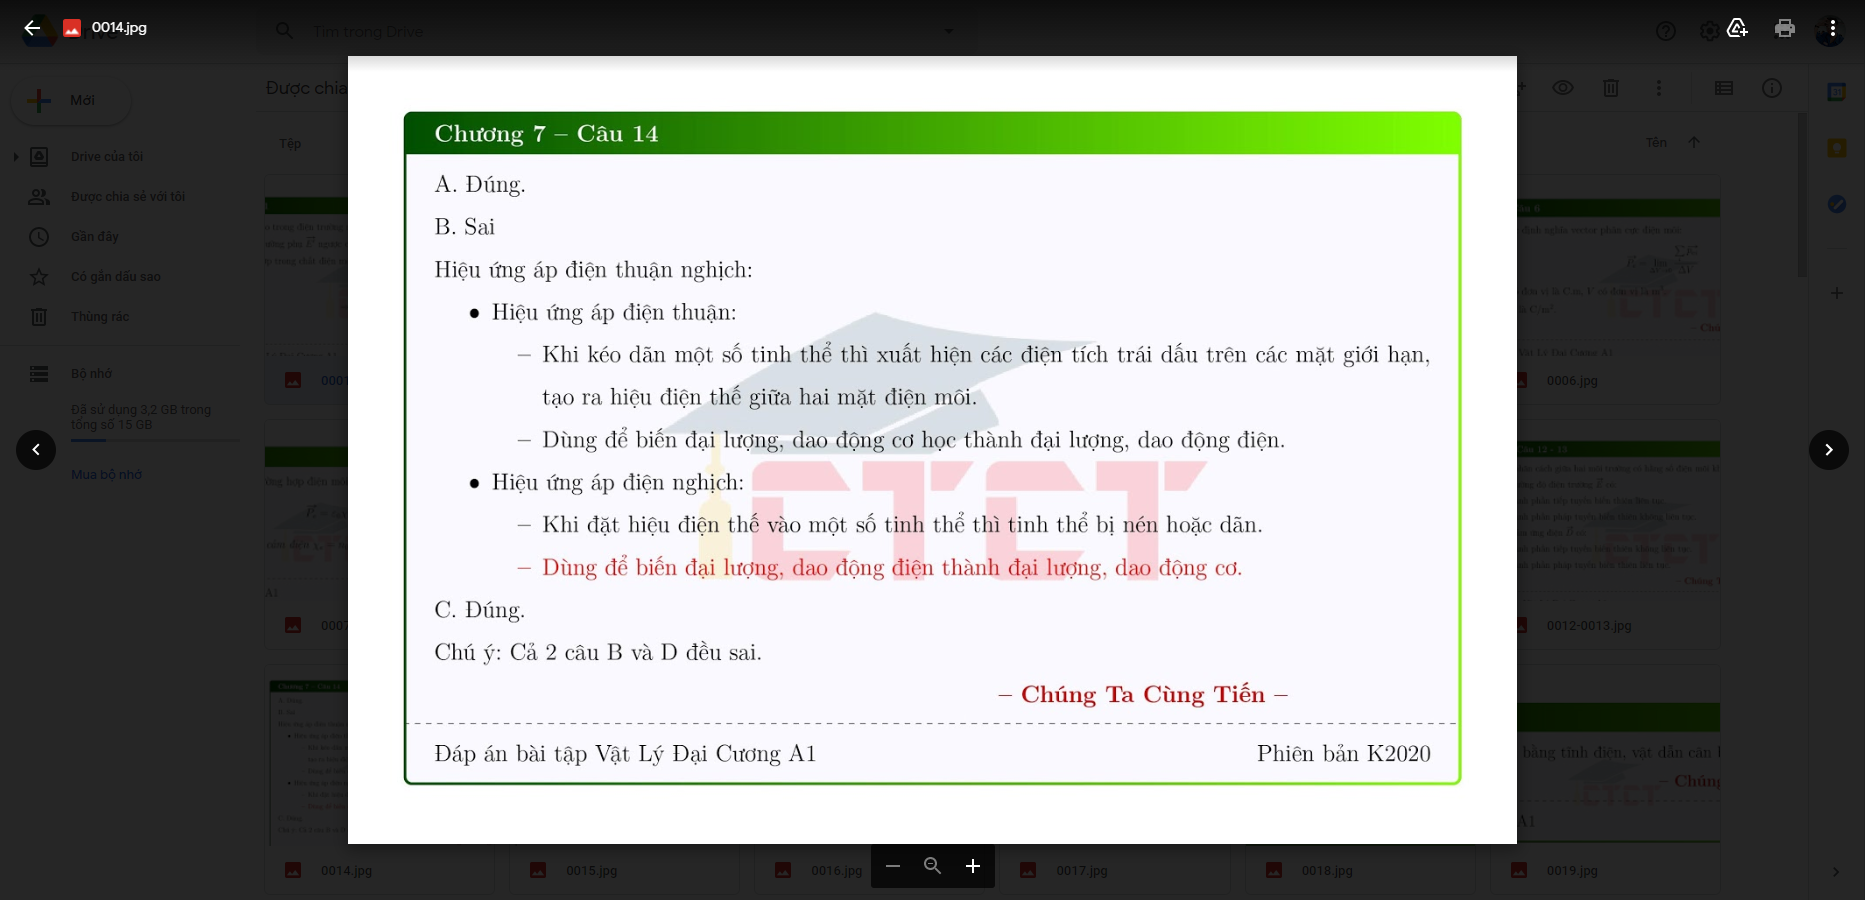 0014.jpg
Tìm trong Drive
Mới
Được chia
Tệp
Tên
Drive của tôi
Được chia sẻ với tôi
Gần đây
Có gắn dấu sao
Thùng rác
Bộ nhớ
Đã sử dụng 3,2 GB trong
tổng số 15 GB
Mua bộ nhớ
Chương 7 – Câu 14
A. Đúng.
B. Sai
Hiệu ứng áp điện thuận nghịch:
• Hiệu ứng áp điện thuận:
– Khi kéo dãn một số tinh thể thì xuất hiện các điện tích trái dấu trên các mặt giới hạn,
tạo ra hiệu điện thế giữa hai mặt điện môi.
– Dùng để biến đại lượng, dao động cơ học thành đại lượng, dao động điện.
• Hiệu ứng áp điện nghịch:
– Khi đặt hiệu điện thế vào một số tinh thể thì tinh thể bị nén hoặc dãn.
– Dùng để biến đại lượng, dao động điện thành đại lượng, dao động cơ.
C. Đúng.
Chú ý: Cả 2 câu B và D đều sai.
– Chúng Ta Cùng Tiến –
Đáp án bài tập Vật Lý Đại Cương A1
Phiên bản K2020
CTCT
0006.jpg
0012-0013.jpg
0014.jpg
0015.jpg
0016.jpg
0017.jpg
0018.jpg
0019.jpg